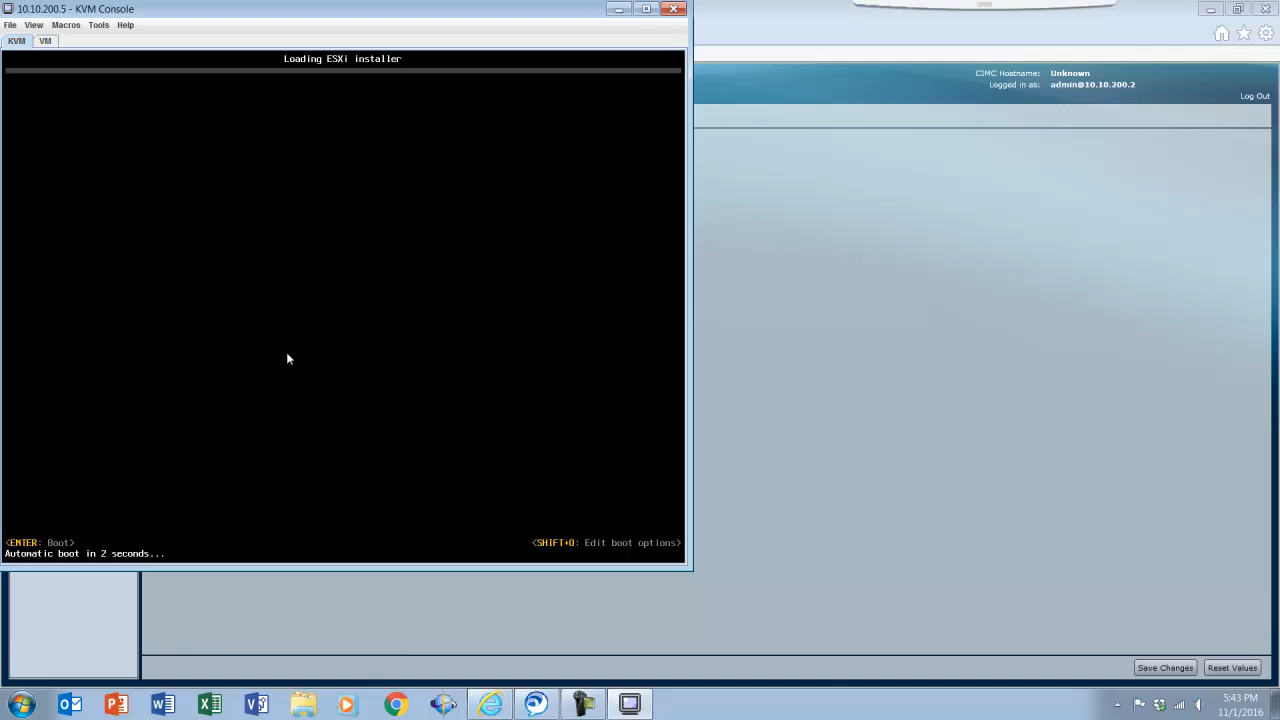 10.10.200.5 - KVM Console
File View Macros Tools Help
KVM VM
Loading ESXi installer
CIMC Hostname: Unknown
Logged in as: admin@10.10.200.2
Log Out
<ENTER: Boot>
<SHIFT+O: Edit boot options>
Automatic boot in 2 seconds...
Save Changes Reset Values
5:43 PM
11/1/2016